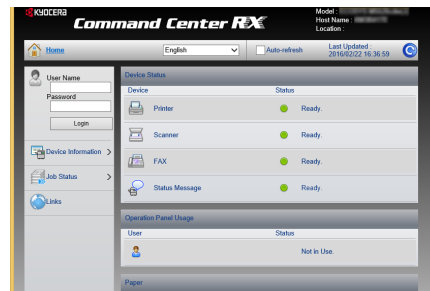 KYOCERA
Command Center RX
Model :
Host Name :
Location :
Home
English
Auto-refresh
Last Updated :
2016/02/22 16:36:59
User Name
Password
Login
Device Information
Job Status
Links
Device Status
Device Status
Printer Ready.
Scanner Ready.
FAX Ready.
Status Message Ready.
Operation Panel Usage
User Status
Not in Use.
Paper